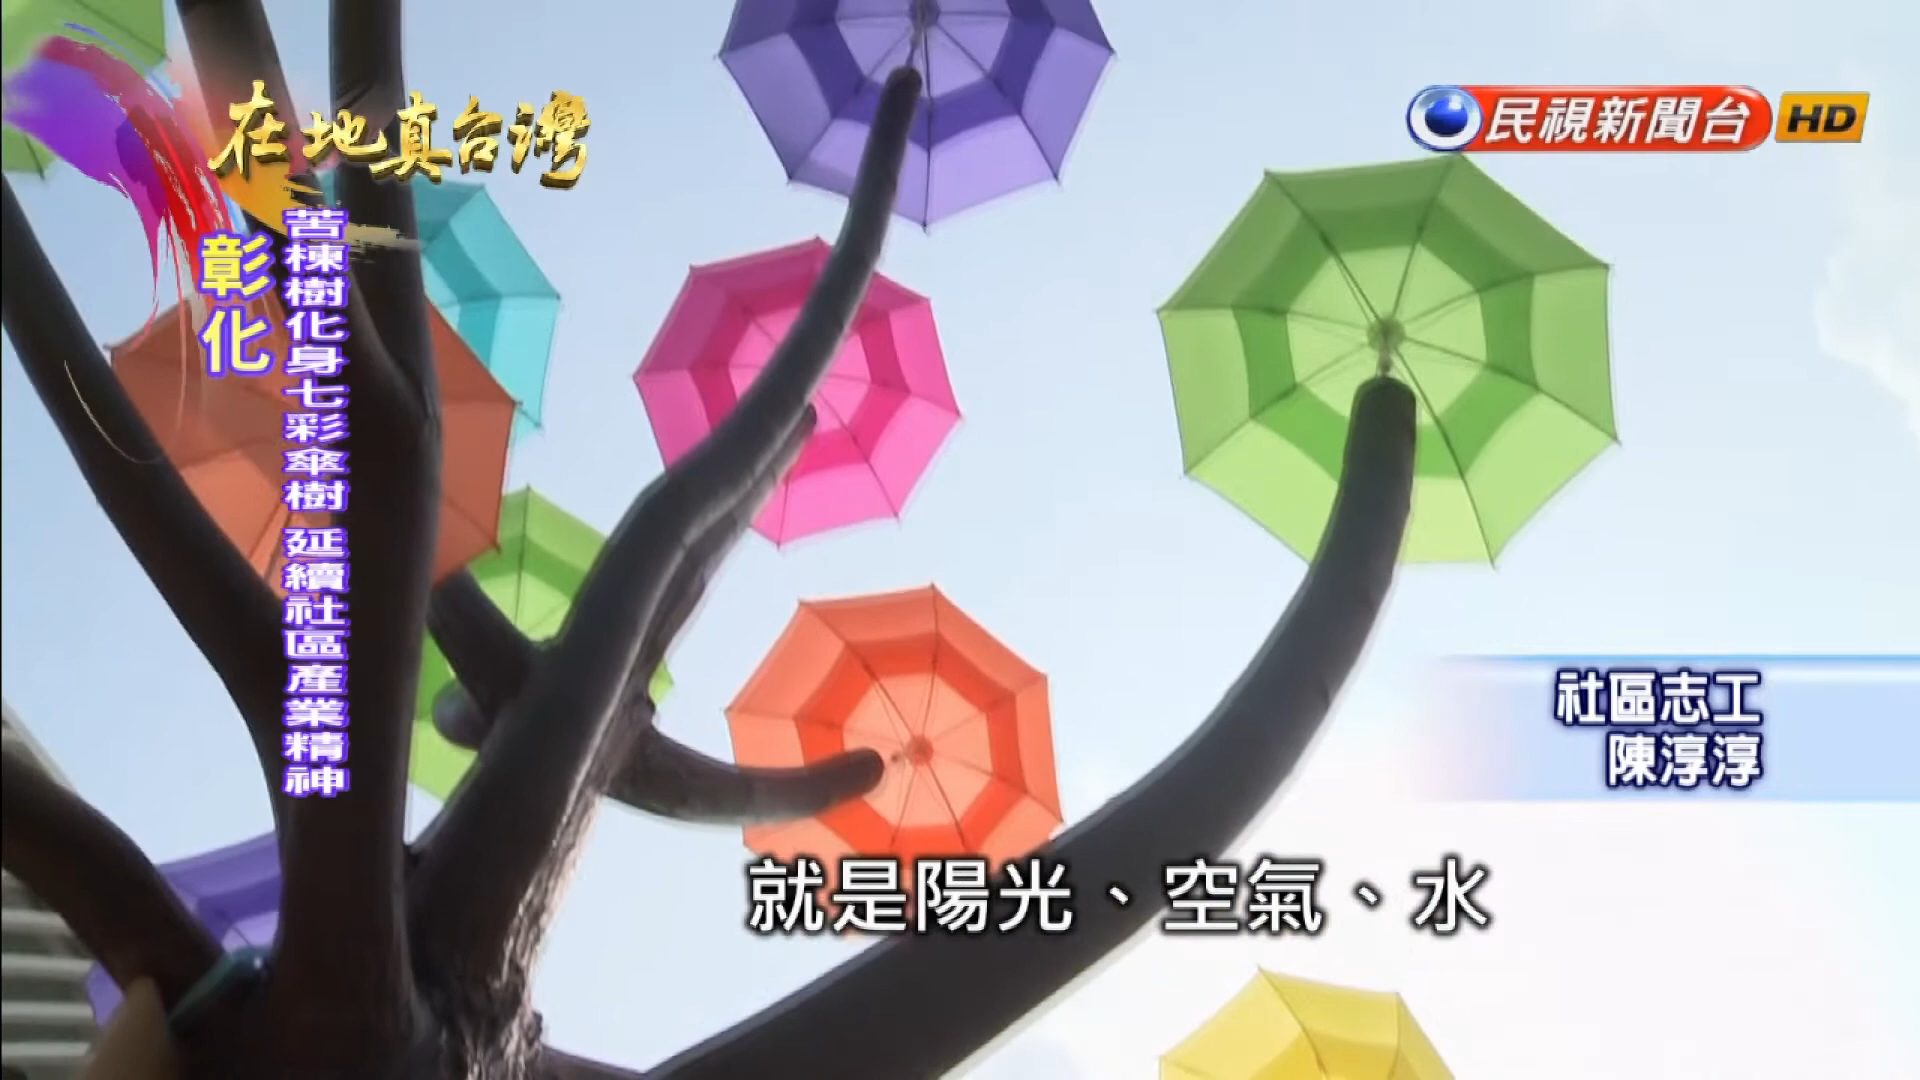 在地真台灣
民視新聞台 HD
彰化
苦楝樹化身七彩傘樹 延續社區產業精神
社區志工
陳淳淳
就是陽光、空氣、水